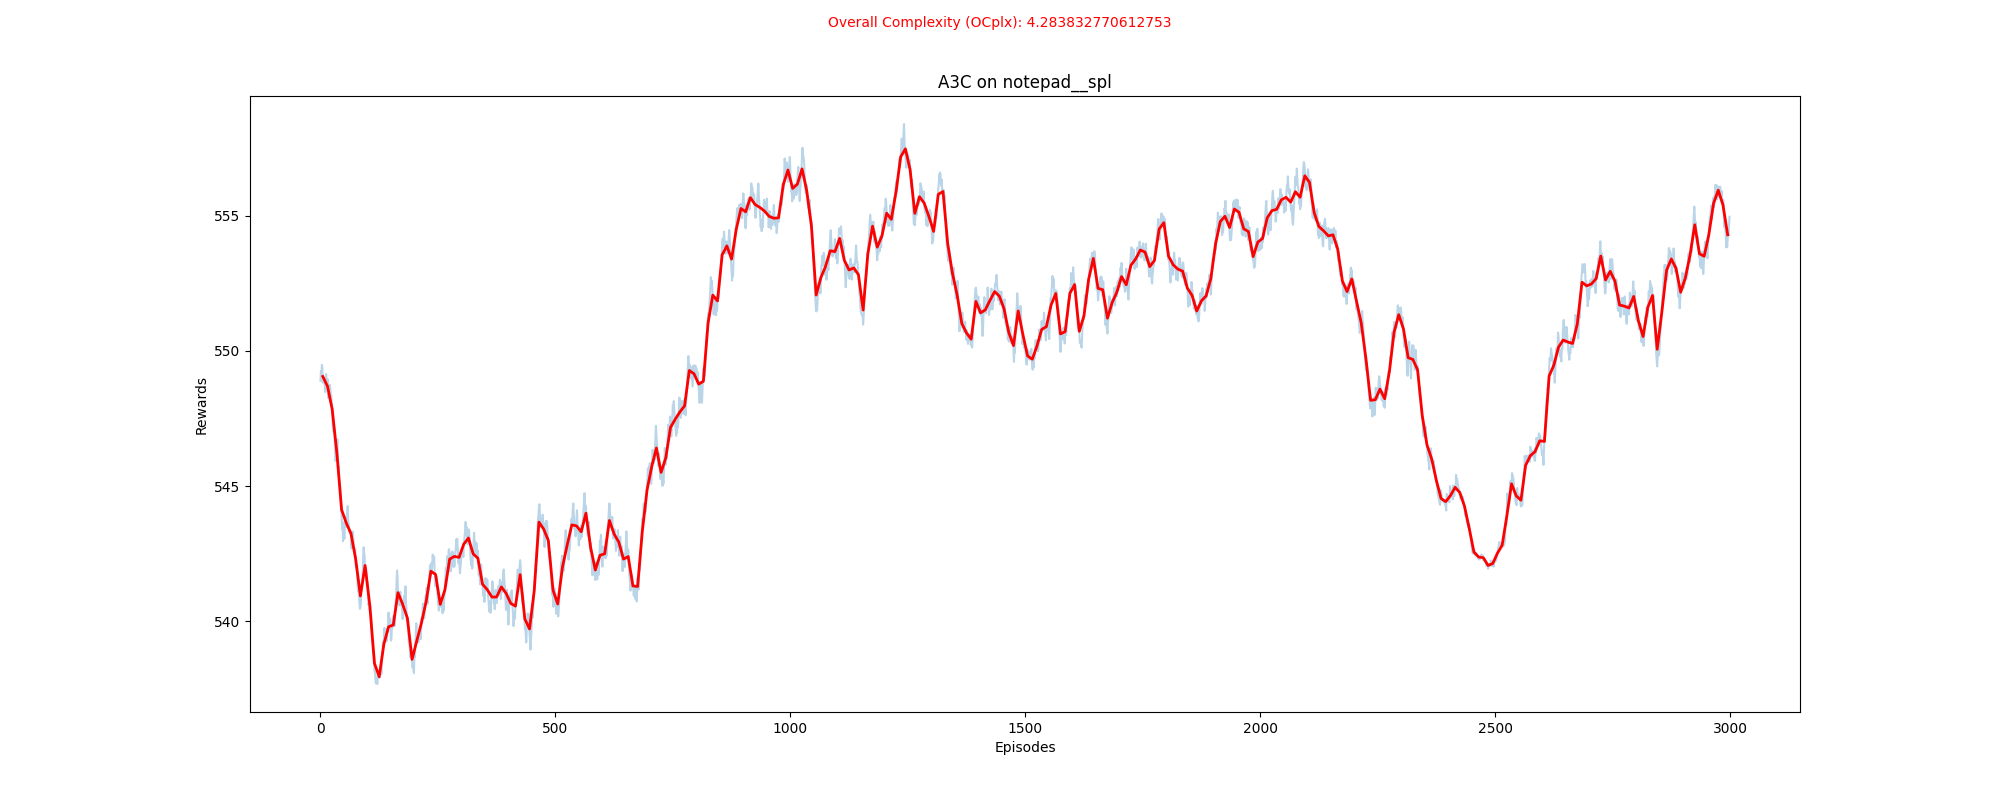 Overall Complexity (OCplx): 4.283832770612753
A3C on notepad__spl
Rewards
555
550
545
540
0 500 1000 1500 2000 2500 3000
Episodes